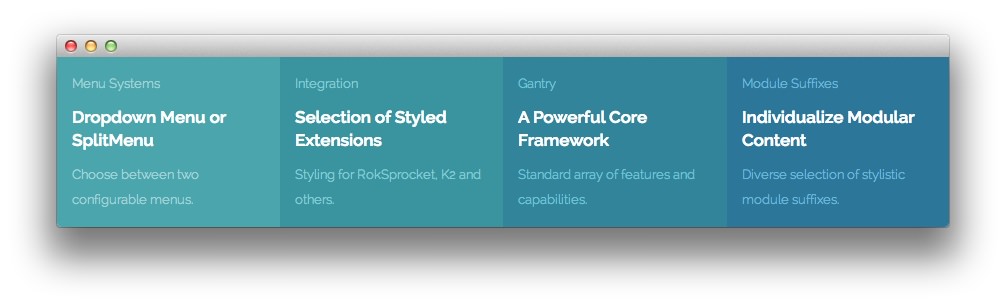 Menu Systems
Dropdown Menu or
SplitMenu
Choose between two
configurable menus.
Integration
Selection of Styled
Extensions
Styling for RokSprocket, K2 and
others.
Gantry
A Powerful Core
Framework
Standard array of features and
capabilities.
Module Suffixes
Individualize Modular
Content
Diverse selection of stylistic
module suffixes.